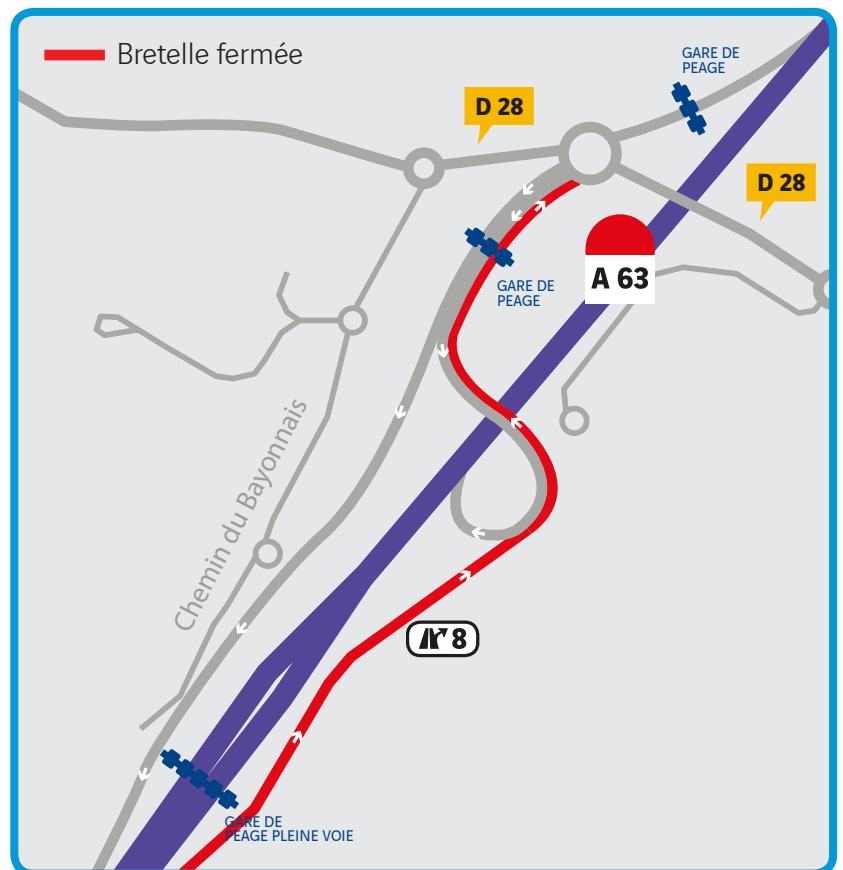 Bretelle fermée
GARE DE
PEAGE
D 28
D 28
GARE DE
PEAGE
A 63
Chemin du Bayonnais
8
GARE DE
PEAGE PLEINE VOIE